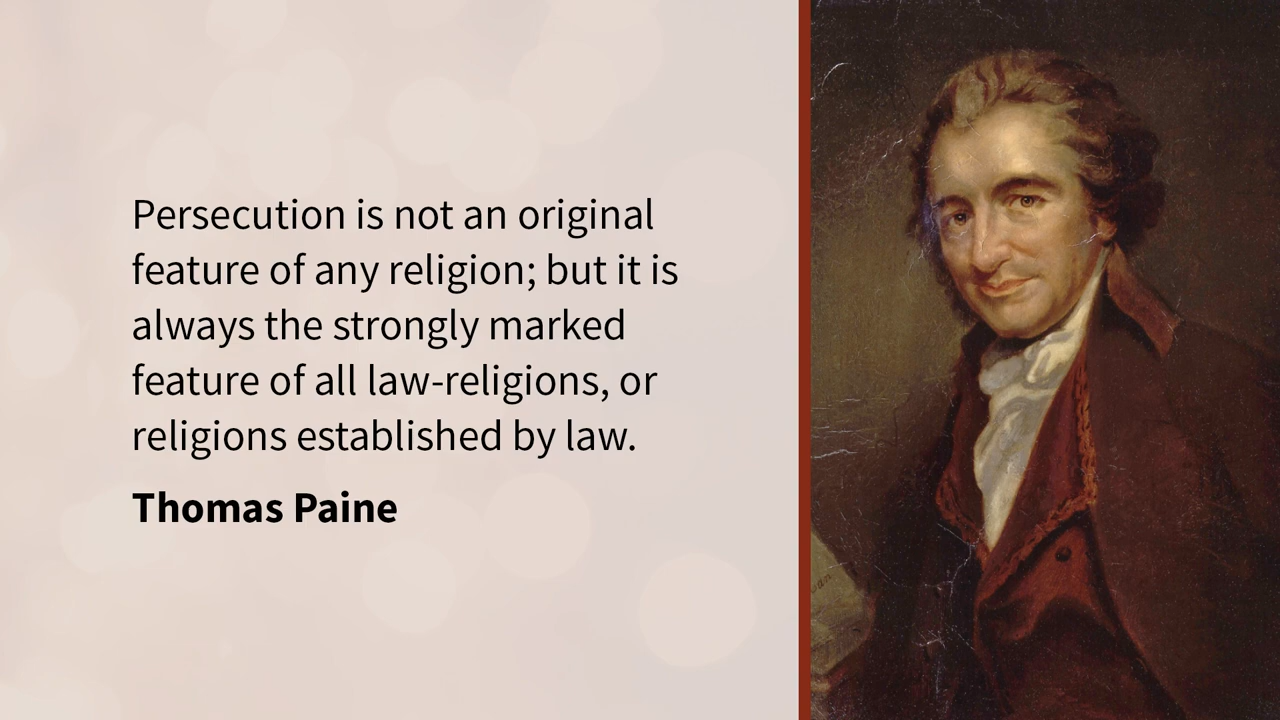 Persecution is not an original
feature of any religion; but it is
always the strongly marked
feature of all law-religions, or
religions established by law.
Thomas Paine